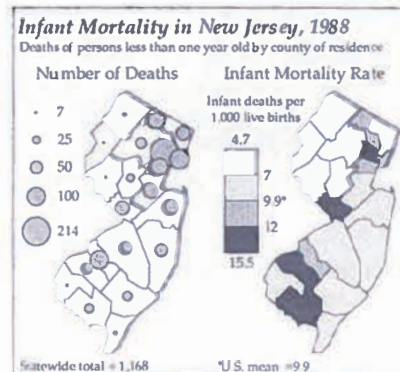 Infant Mortality in New Jersey, 1988
Deaths of persons less than one year old by county of residence
Number of Deaths
7
25
50
100
214
Infant Mortality Rate
Infant deaths per
1,000 live births
4.7
7
9.9*
12
15.5
Statewide total = 1,168
*U.S. mean = 9.9